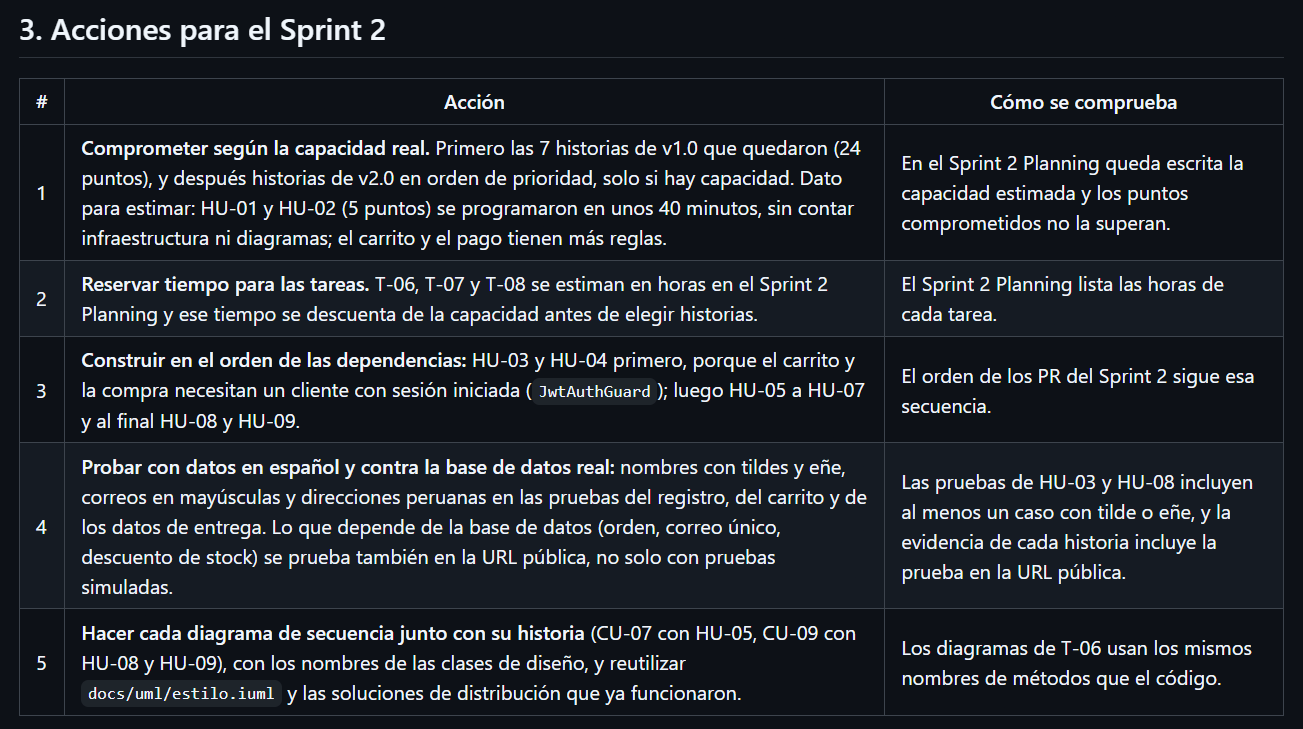 3. Acciones para el Sprint 2
# Acción Cómo se comprueba
1
Comprometer según la capacidad real. Primero las 7 historias de v1.0 que quedaron (24
puntos), y después historias de v2.0 en orden de prioridad, solo si hay capacidad. Dato
para estimar: HU-01 y HU-02 (5 puntos) se programaron en unos 40 minutos, sin contar
infraestructura ni diagramas; el carrito y el pago tienen más reglas.
En el Sprint 2 Planning queda escrita la
capacidad estimada y los puntos
comprometidos no la superan.
2
Reservar tiempo para las tareas. T-06, T-07 y T-08 se estiman en horas en el Sprint 2
Planning y ese tiempo se descuenta de la capacidad antes de elegir historias.
El Sprint 2 Planning lista las horas de
cada tarea.
3
Construir en el orden de las dependencias: HU-03 y HU-04 primero, porque el carrito y
la compra necesitan un cliente con sesión iniciada (JwtAuthGuard); luego HU-05 a HU-07
y al final HU-08 y HU-09.
El orden de los PR del Sprint 2 sigue esa
secuencia.
4
Probar con datos en español y contra la base de datos real: nombres con tildes y eñe,
correos en mayúsculas y direcciones peruanas en las pruebas del registro, del carrito y de
los datos de entrega. Lo que depende de la base de datos (orden, correo único,
descuento de stock) se prueba también en la URL pública, no solo con pruebas
simuladas.
Las pruebas de HU-03 y HU-08 incluyen
al menos un caso con tilde o eñe, y la
evidencia de cada historia incluye la
prueba en la URL pública.
5
Hacer cada diagrama de secuencia junto con su historia (CU-07 con HU-05, CU-09 con
HU-08 y HU-09), con los nombres de las clases de diseño, y reutilizar
docs/uml/estilo.iuml y las soluciones de distribución que ya funcionaron.
Los diagramas de T-06 usan los mismos
nombres de métodos que el código.